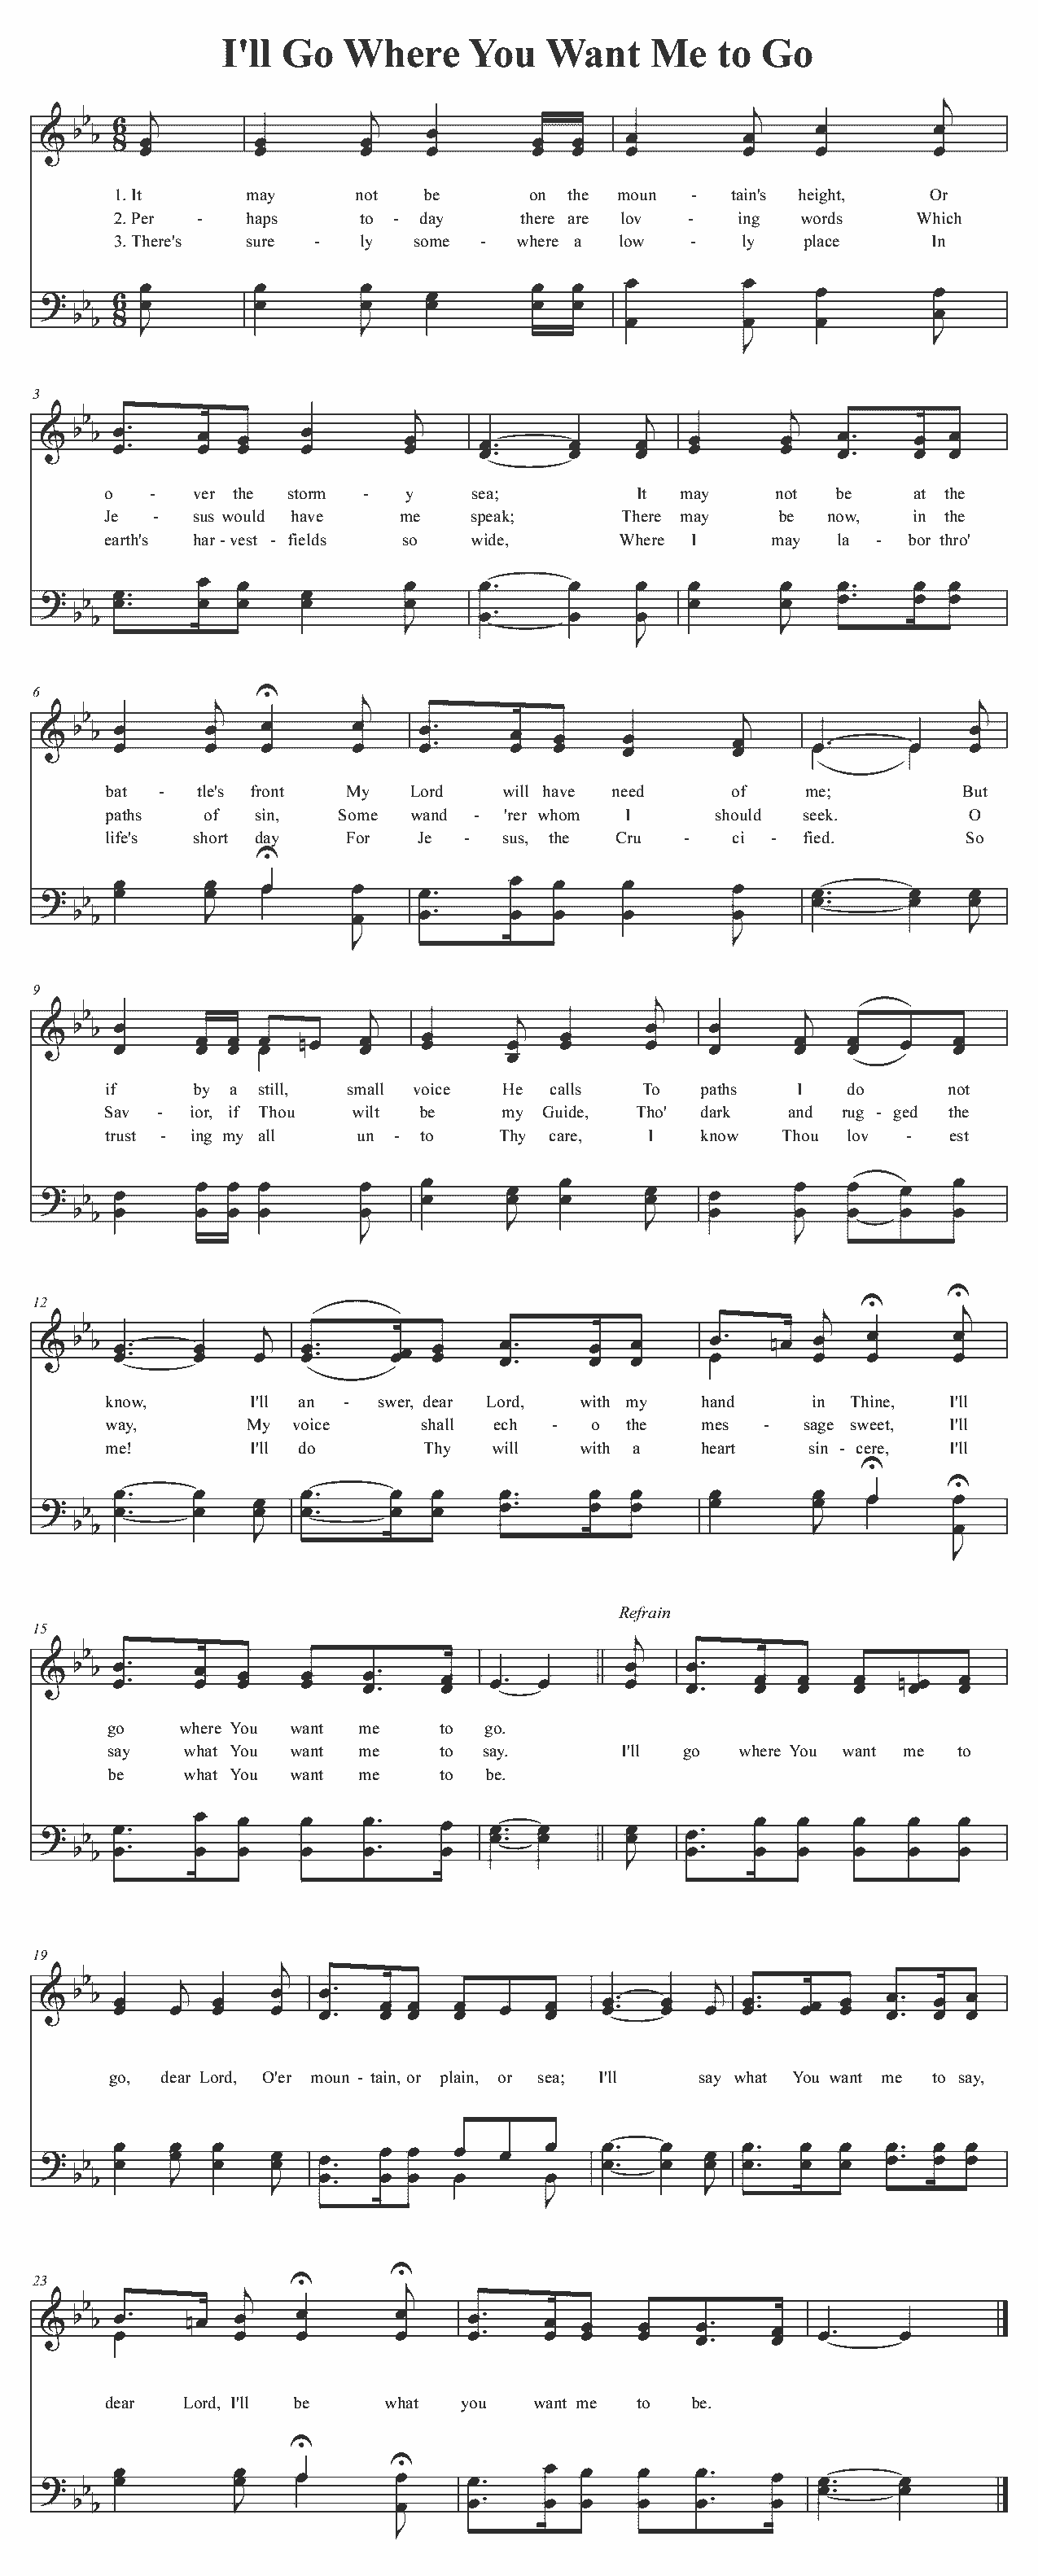 I'll Go Where You Want Me to Go
1. It may not be on the moun - tain's height, Or
2. Per - haps to - day there are lov - ing words Which
3. There's sure - ly some - where a low - ly place In
3
o - ver the storm - y sea; It may not be at the
Je - sus would have me speak; There may be now, in the
earth's har - vest - fields so wide, Where I may la - bor thro'
6
bat - tle's front My Lord will have need of me; But
paths of sin, Some wand - 'rer whom I should seek. O
life's short day For Je - sus, the Cru - ci - fied. So
9
if by a still, small voice He calls To paths I do not
Sav - ior, if Thou wilt be my Guide, Tho' dark and rug - ged the
trust - ing my all un - to Thy care, I know Thou lov - est
12
know, I'll an - swer, dear Lord, with my hand in Thine, I'll
way, My voice shall ech - o the mes - sage sweet, I'll
me! I'll do Thy will with a heart sin - cere, I'll
Refrain
15
go where You want me to go.
say what You want me to say. I'll go where You want me to
be what You want me to be.
19
go, dear Lord, O'er moun - tain, or plain, or sea; I'll say what You want me to say,
23
dear Lord, I'll be what you want me to be.